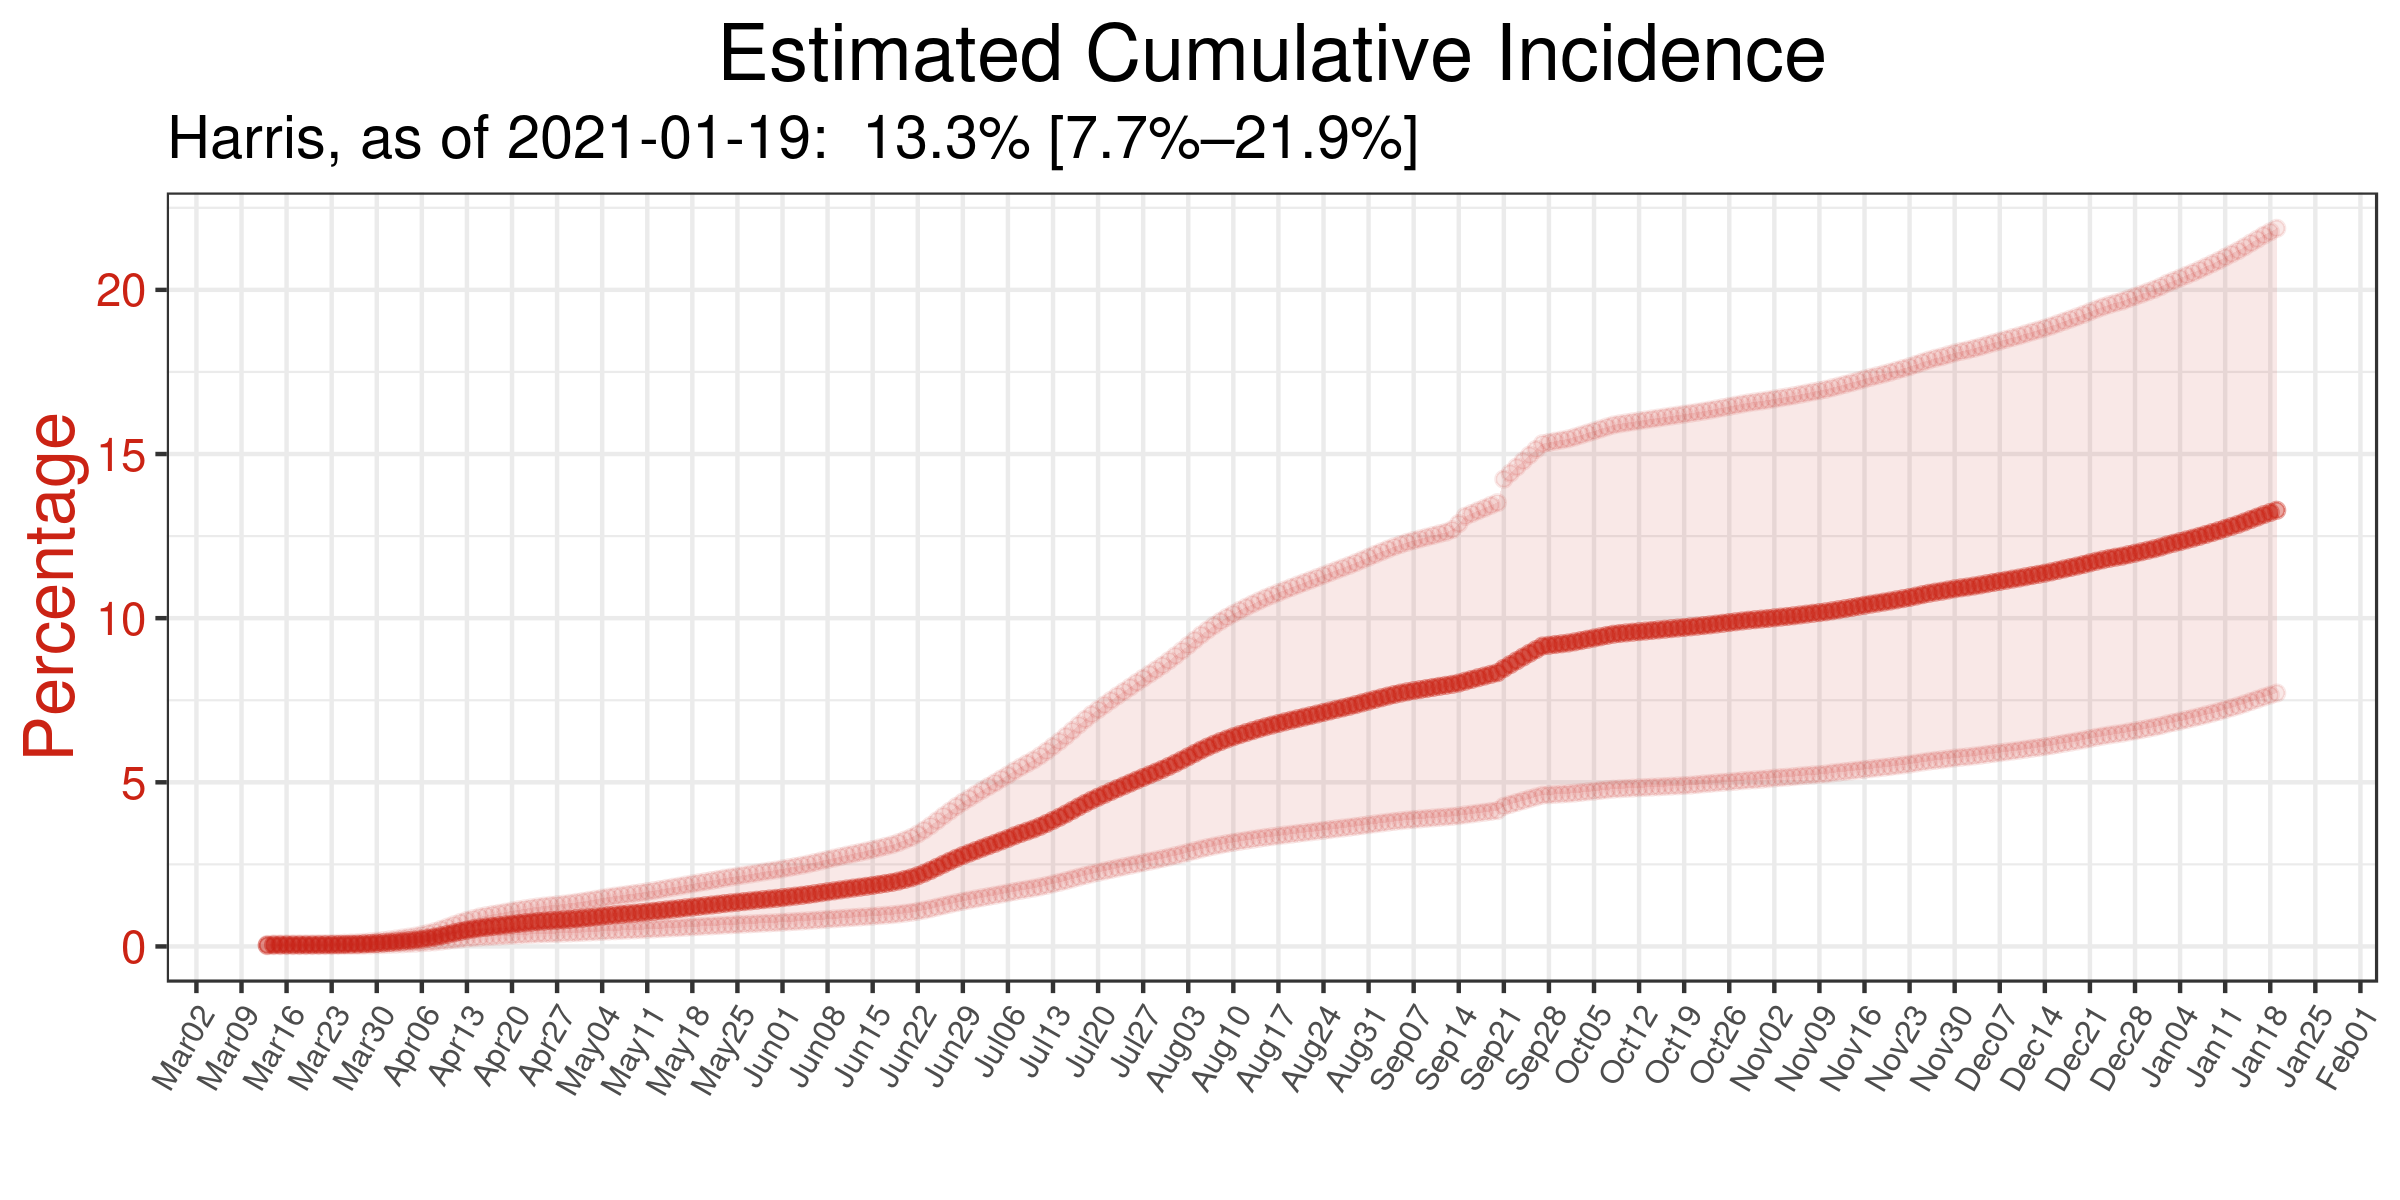 Estimated Cumulative Incidence
Harris, as of 2021-01-19:  13.3% [7.7%–21.9%]
Percentage
20
15
10
5
0
Mar02
Mar09
Mar16
Mar23
Mar30
Apr06
Apr13
Apr20
Apr27
May04
May11
May18
May25
Jun01
Jun08
Jun15
Jun22
Jun29
Jul06
Jul13
Jul20
Jul27
Aug03
Aug10
Aug17
Aug24
Aug31
Sep07
Sep14
Sep21
Sep28
Oct05
Oct12
Oct19
Oct26
Nov02
Nov09
Nov16
Nov23
Nov30
Dec07
Dec14
Dec21
Dec28
Jan04
Jan11
Jan18
Jan25
Feb01